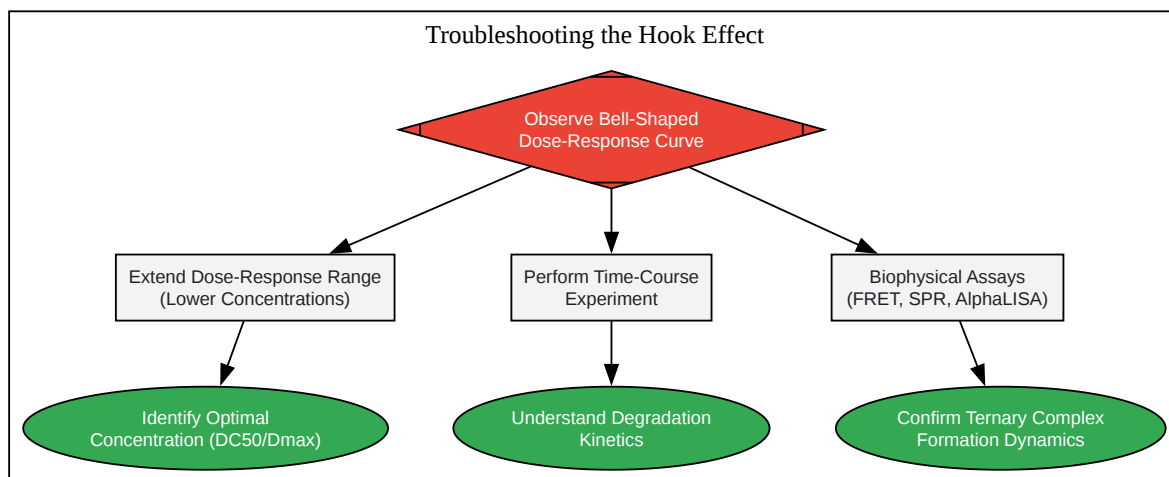 Troubleshooting the Hook Effect
Observe Bell-Shaped
Dose-Response Curve
Extend Dose-Response Range
(Lower Concentrations)
Perform Time-Course
Experiment
Biophysical Assays
(FRET, SPR, AlphaLISA)
Identify Optimal
Concentration (DC50/Dmax)
Understand Degradation
Kinetics
Confirm Ternary Complex
Formation Dynamics